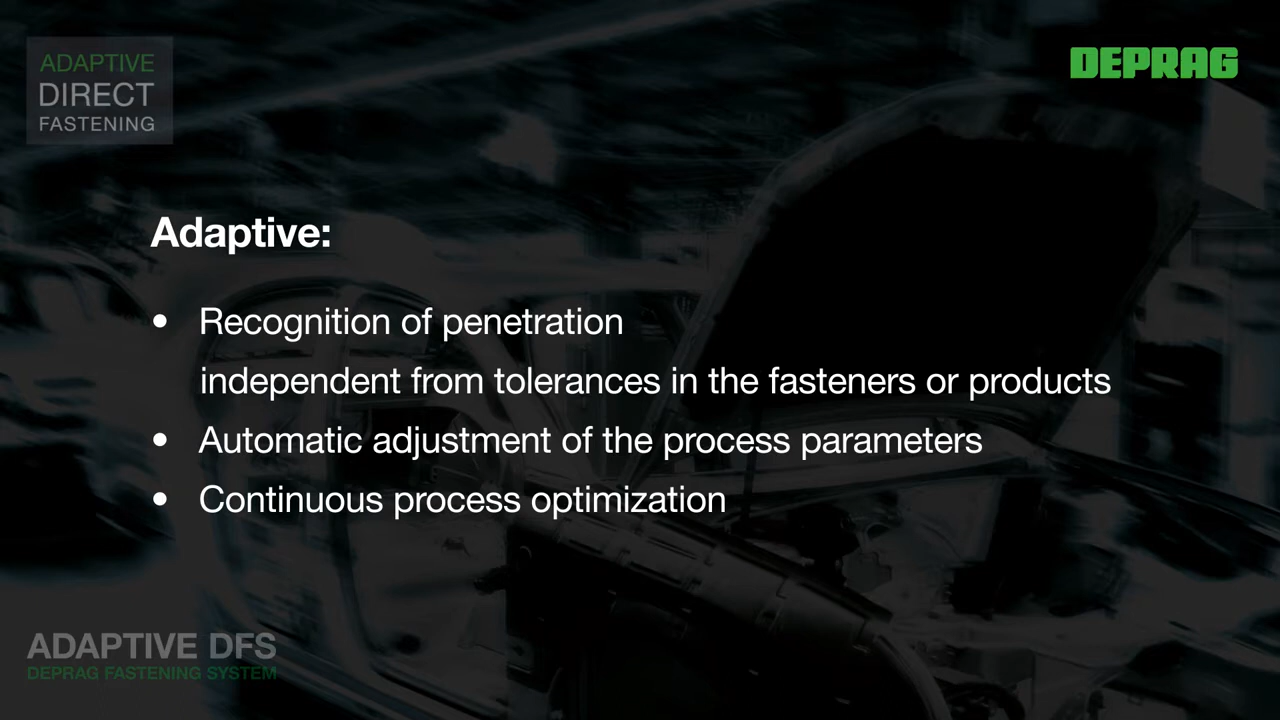 ADAPTIVE
DIRECT
FASTENING
DEPRAG
Adaptive:
• Recognition of penetration
independent from tolerances in the fasteners or products
• Automatic adjustment of the process parameters
• Continuous process optimization
ADAPTIVE DFS
DEPRAG FASTENING SYSTEM